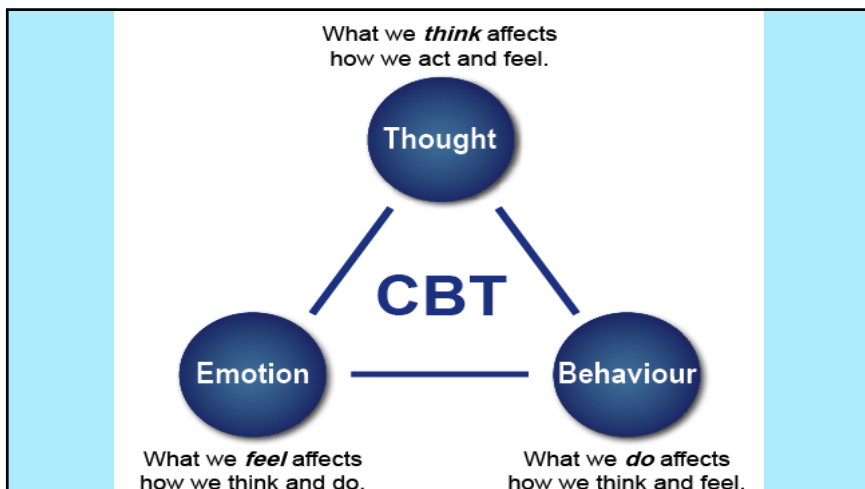 What we think affects
how we act and feel.
Thought
CBT
Emotion
Behaviour
What we feel affects
how we think and do.
What we do affects
how we think and feel.